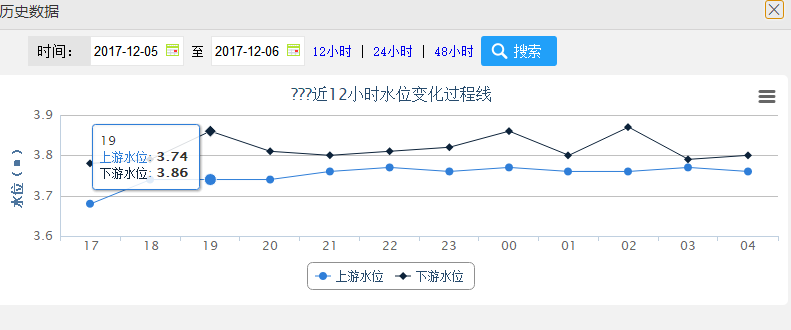 历史数据
时间： 2017-12-05 至 2017-12-06 12小时 | 24小时 | 48小时 搜索
???近12小时水位变化过程线
水位（m）
3.9
3.8
3.7
3.6
19
上游水位: 3.74
下游水位: 3.86
17 18 19 20 21 22 23 00 01 02 03 04
上游水位 下游水位